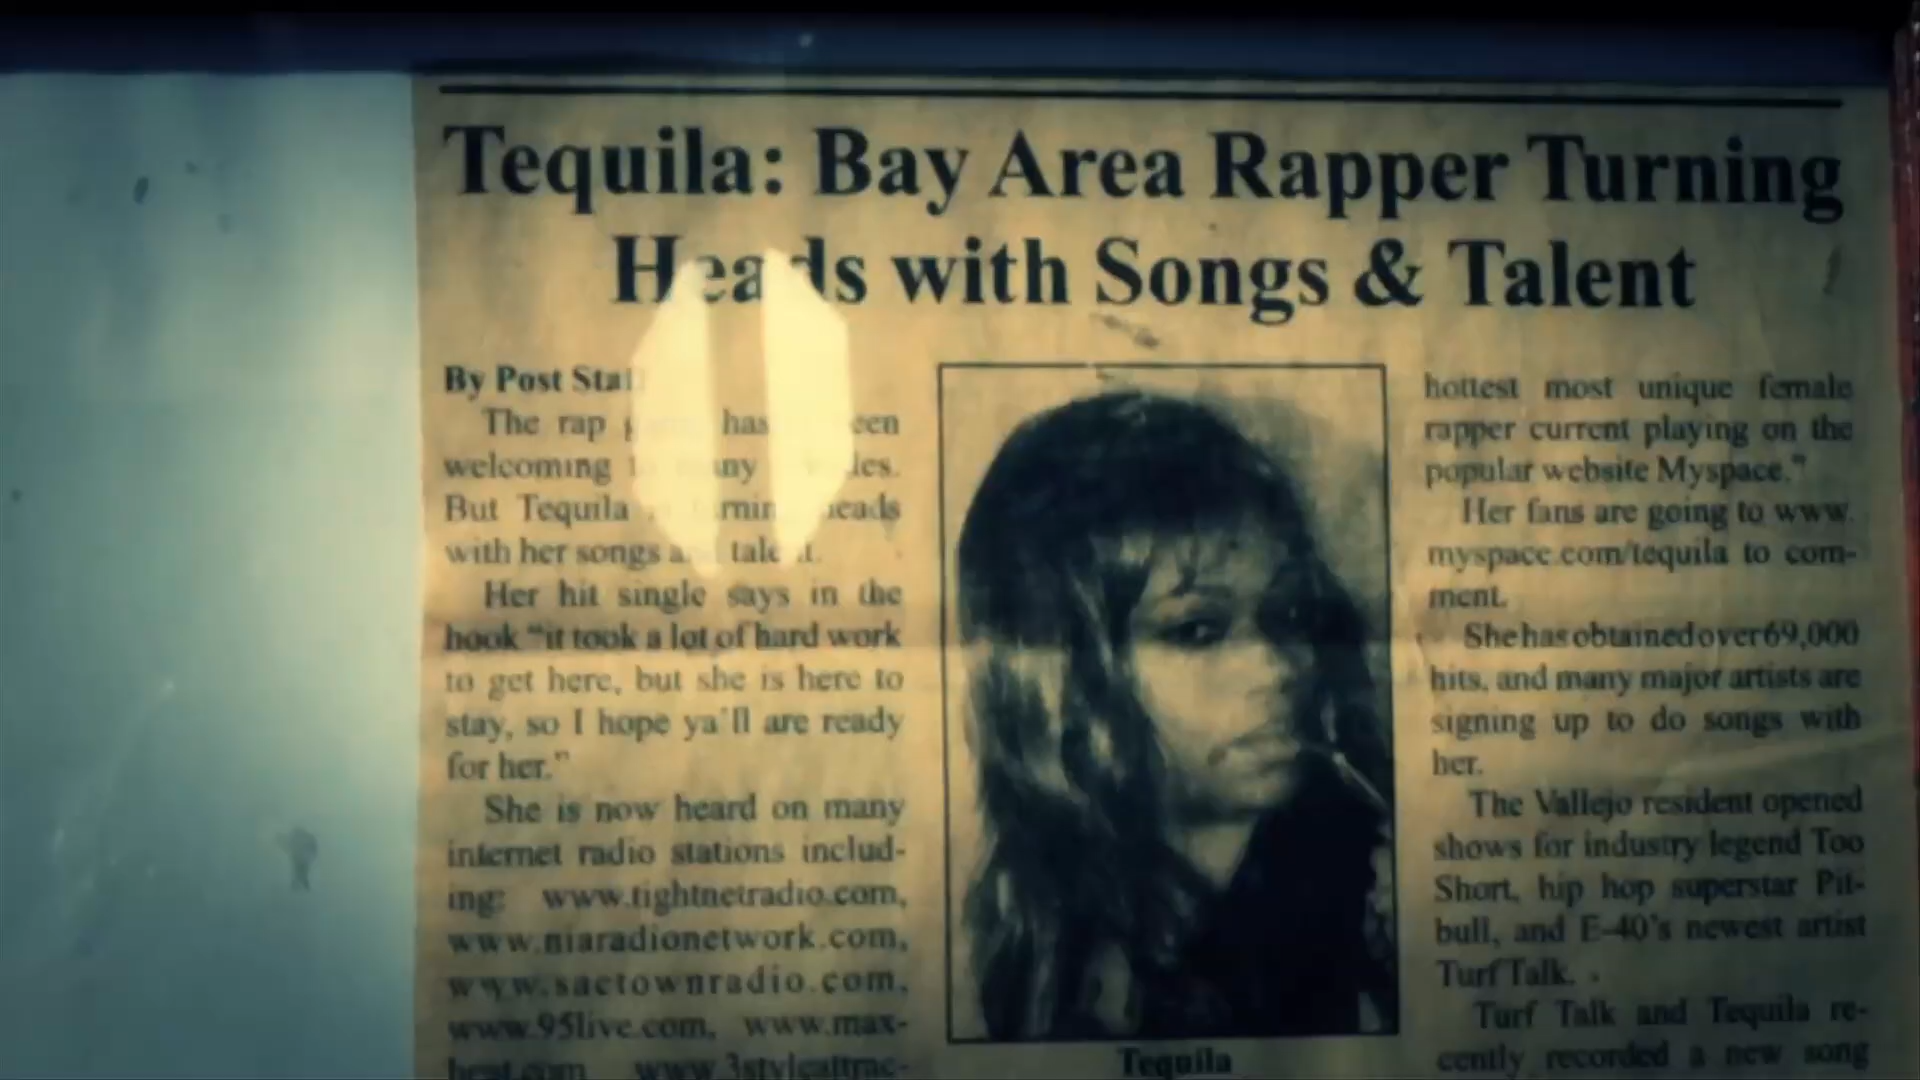 Tequila: Bay Area Rapper Turning
Heads with Songs & Talent
By Post
The rap has
welcoming
But Tequila
with her songs
Her hit single says in the
hook “it took a lot of hard work
to get here, but she is here to
stay, so I hope ya'll are ready
for her.”
She is now heard on many
internet radio stations includ-
ing: www.tightnetradio.com,
www.niaradionetwork.com,
www.sactownradio.com,
www.95live.com, www.max-
Tequila
hottest most unique female
rapper current playing on the
popular website Myspace.”
Her fans are going to www.
myspace.com/tequila to com-
ment.
She has obtained over 69,000
hits, and many major artists are
signing up to do songs with
her.
The Vallejo resident opened
shows for industry legend Too
Short, hip hop superstar Pit-
bull, and E-40's newest artist
Turf Talk.
Turf Talk and Tequila re-
cently recorded a new song